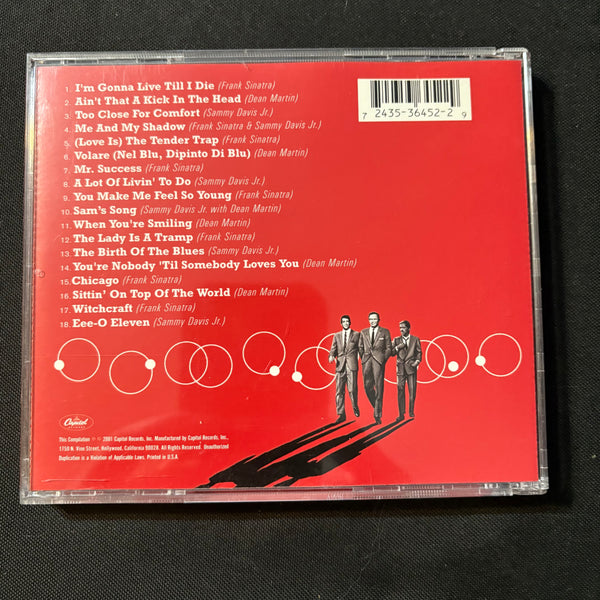 1. I'm Gonna Live Till I Die (Frank Sinatra)
2. Ain't That A Kick In The Head (Dean Martin)
3. Too Close For Comfort (Sammy Davis Jr.)
4. Me And My Shadow (Frank Sinatra & Sammy Davis Jr.)
5. (Love Is) The Tender Trap (Frank Sinatra)
6. Volare (Nel Blu, Dipinto Di Blu) (Dean Martin)
7. Mr. Success (Frank Sinatra)
8. A Lot Of Livin' To Do (Sammy Davis Jr.)
9. You Make Me Feel So Young (Frank Sinatra)
10. Sam's Song (Sammy Davis Jr. with Dean Martin)
11. When You're Smiling (Dean Martin)
12. The Lady Is A Tramp (Frank Sinatra)
13. The Birth Of The Blues (Sammy Davis Jr.)
14. You're Nobody 'Til Somebody Loves You (Dean Martin)
15. Chicago (Frank Sinatra)
16. Sittin' On Top Of The World (Dean Martin)
17. Witchcraft (Frank Sinatra)
18. Eee-O Eleven (Sammy Davis Jr.)
7 2435-36452-2 9
Capitol
This Compilation ℗ © 2001 Capitol Records, Inc. Manufactured by Capitol Records, Inc.,
1750 N. Vine Street, Hollywood, California 90028. All Rights Reserved. Unauthorized
Duplication is a Violation of Applicable Laws. Printed in U.S.A.